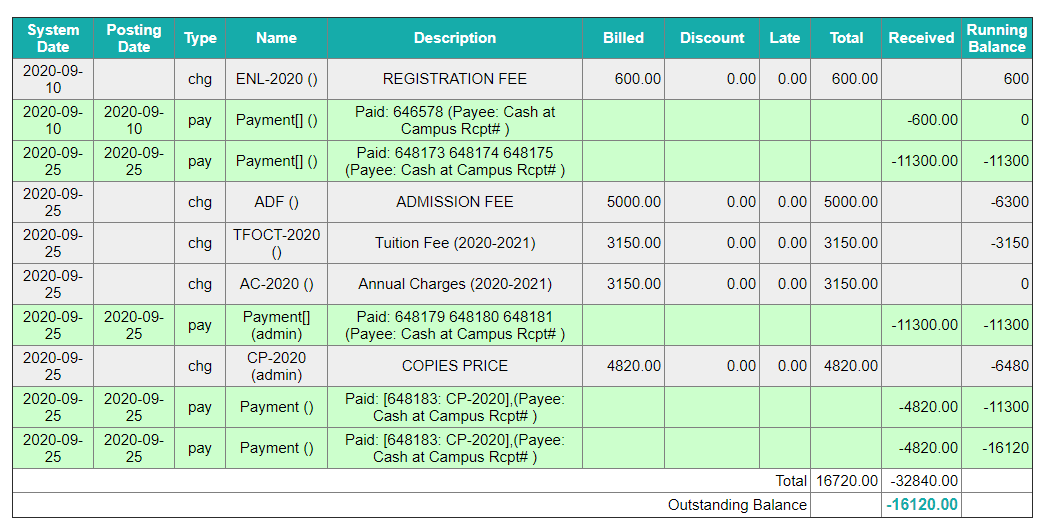 System Date Posting Date Type Name Description Billed Discount Late Total Received Running Balance
2020-09-10 chg ENL-2020 () REGISTRATION FEE 600.00 0.00 0.00 600.00 600
2020-09-10 2020-09-10 pay Payment[] () Paid: 646578 (Payee: Cash at Campus Rcpt# ) -600.00 0
2020-09-25 2020-09-25 pay Payment[] () Paid: 648173 648174 648175 (Payee: Cash at Campus Rcpt# ) -11300.00 -11300
2020-09-25 chg ADF () ADMISSION FEE 5000.00 0.00 0.00 5000.00 -6300
2020-09-25 chg TFOCT-2020 () Tuition Fee (2020-2021) 3150.00 0.00 0.00 3150.00 -3150
2020-09-25 chg AC-2020 () Annual Charges (2020-2021) 3150.00 0.00 0.00 3150.00 0
2020-09-25 2020-09-25 pay Payment[] (admin) Paid: 648179 648180 648181 (Payee: Cash at Campus Rcpt# ) -11300.00 -11300
2020-09-25 chg CP-2020 (admin) COPIES PRICE 4820.00 0.00 0.00 4820.00 -6480
2020-09-25 2020-09-25 pay Payment () Paid: [648183: CP-2020],(Payee: Cash at Campus Rcpt# ) -4820.00 -11300
2020-09-25 2020-09-25 pay Payment () Paid: [648183: CP-2020],(Payee: Cash at Campus Rcpt# ) -4820.00 -16120
Total 16720.00 -32840.00
Outstanding Balance -16120.00